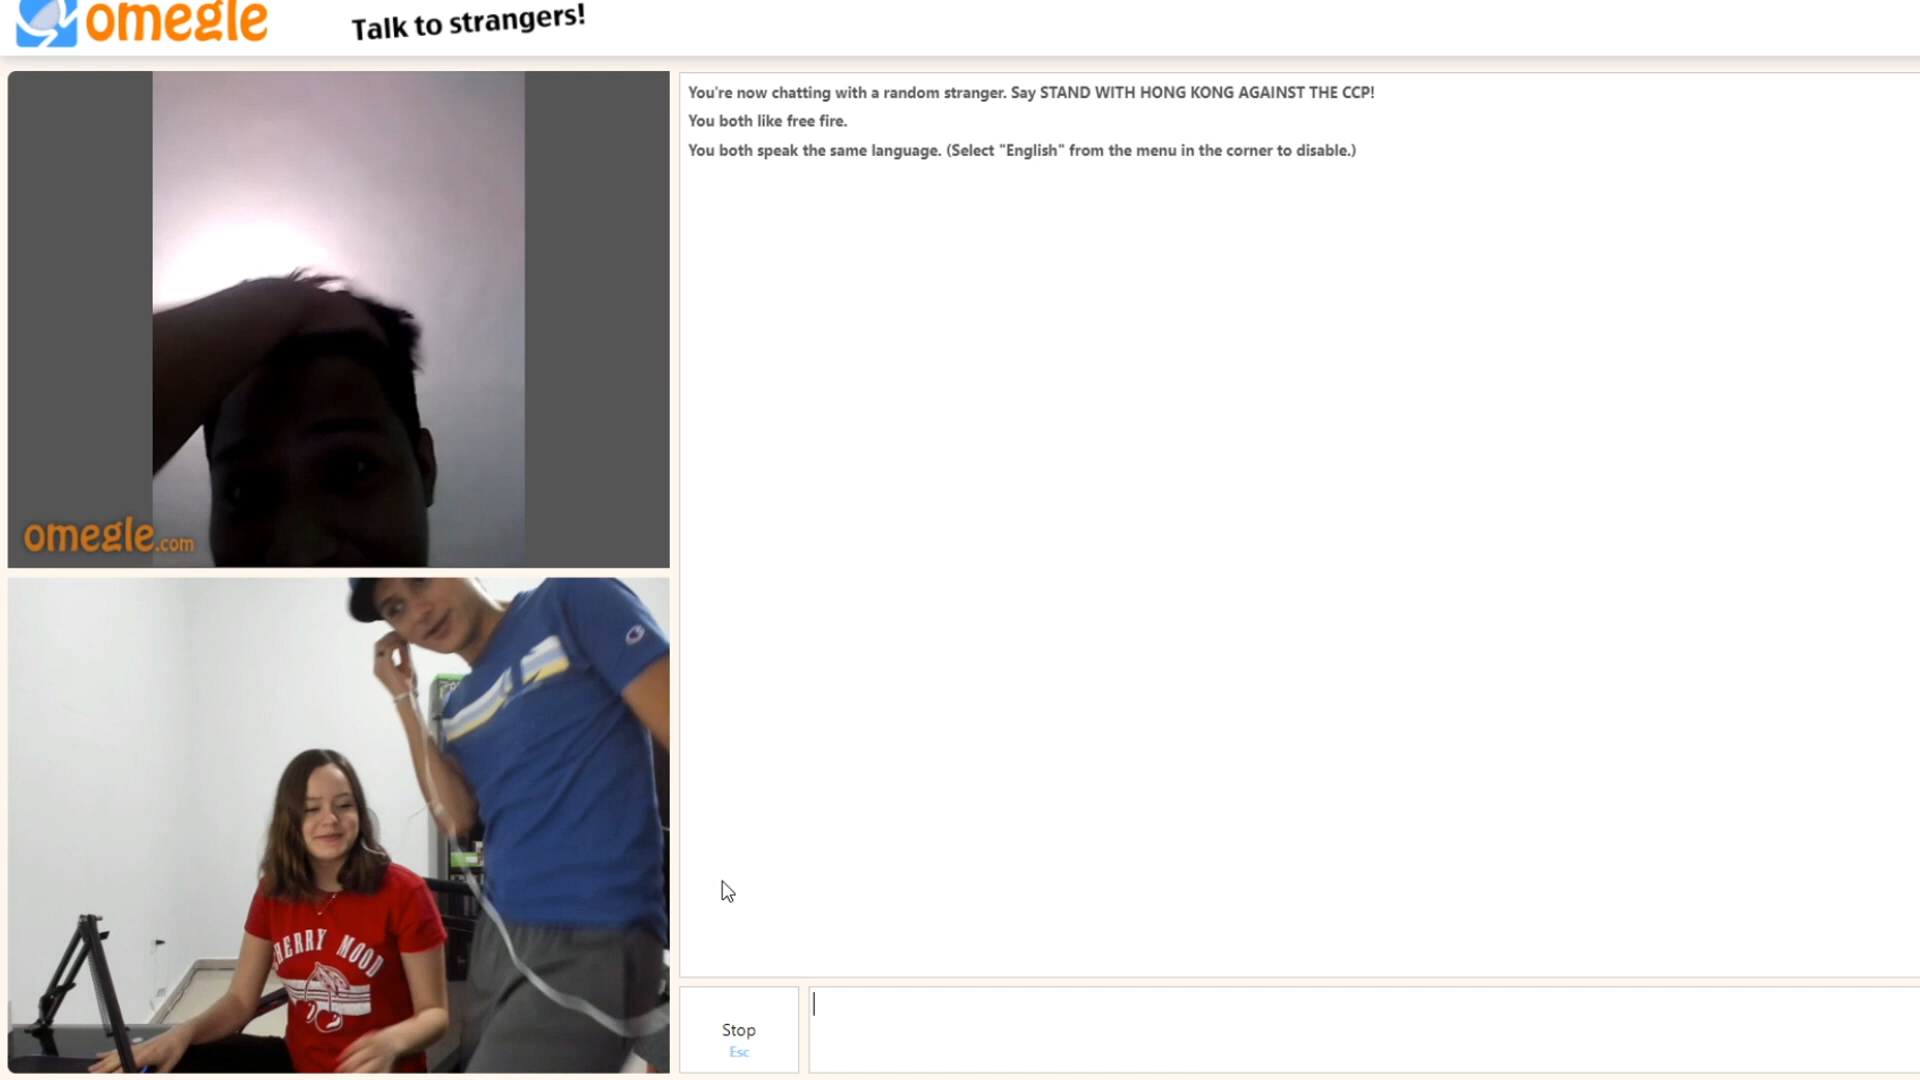 omegle
Talk to strangers!
You're now chatting with a random stranger. Say STAND WITH HONG KONG AGAINST THE CCP!
You both like free fire.
You both speak the same language. (Select "English" from the menu in the corner to disable.)
omegle.com
CHERRY MOOD
Stop
Esc